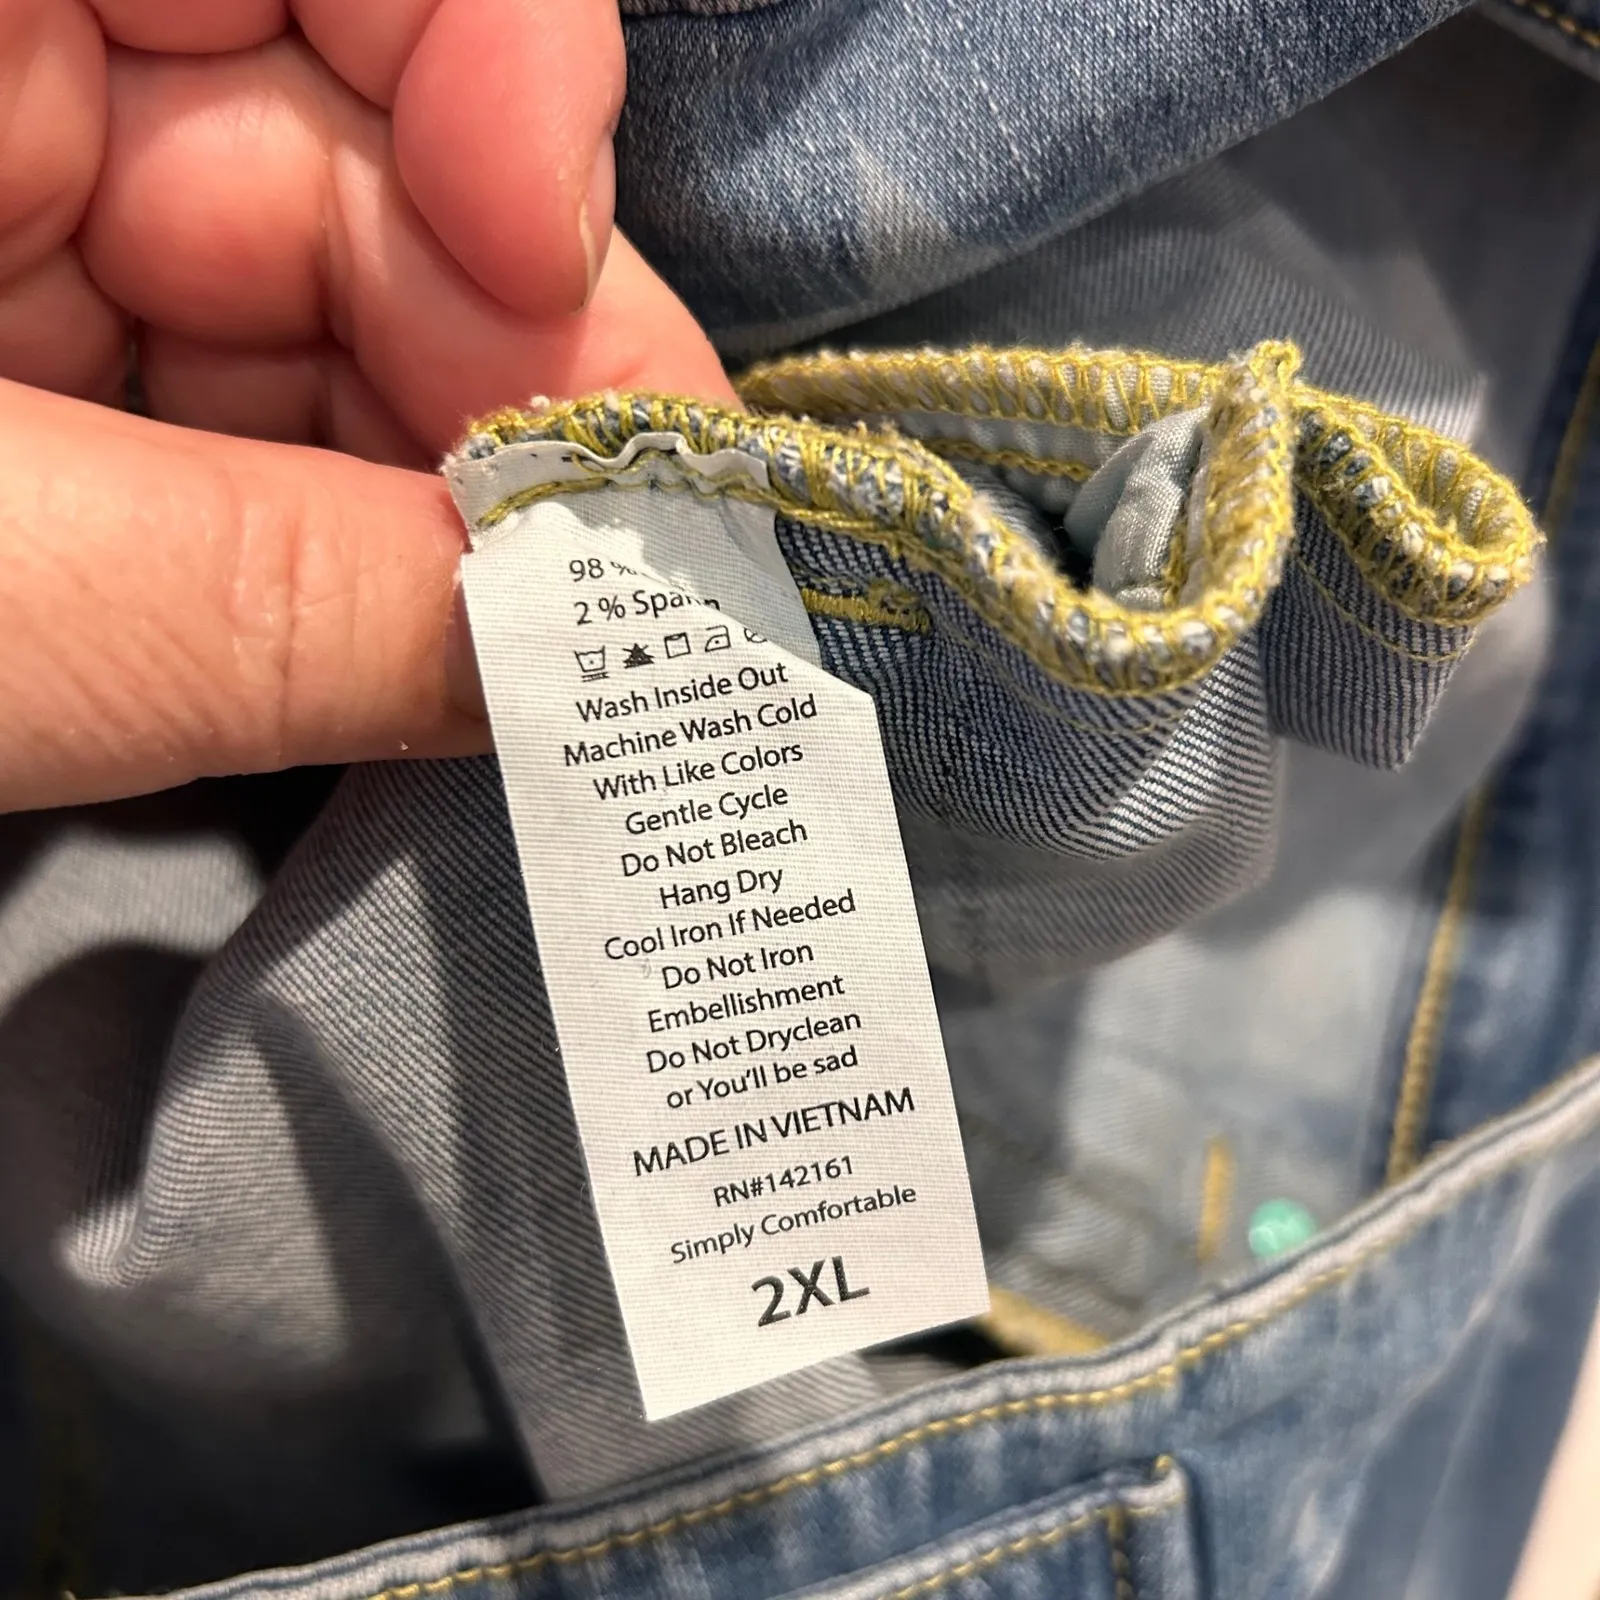 98 %
2 %
Wash Inside Out
Machine Wash Cold
With Like Colors
Gentle Cycle
Do Not Bleach
Hang Dry
Cool Iron If Needed
Do Not Iron
Embellishment
Do Not Dryclean
or You'll be sad
MADE IN VIETNAM
RN#142161
Simply Comfortable
2XL